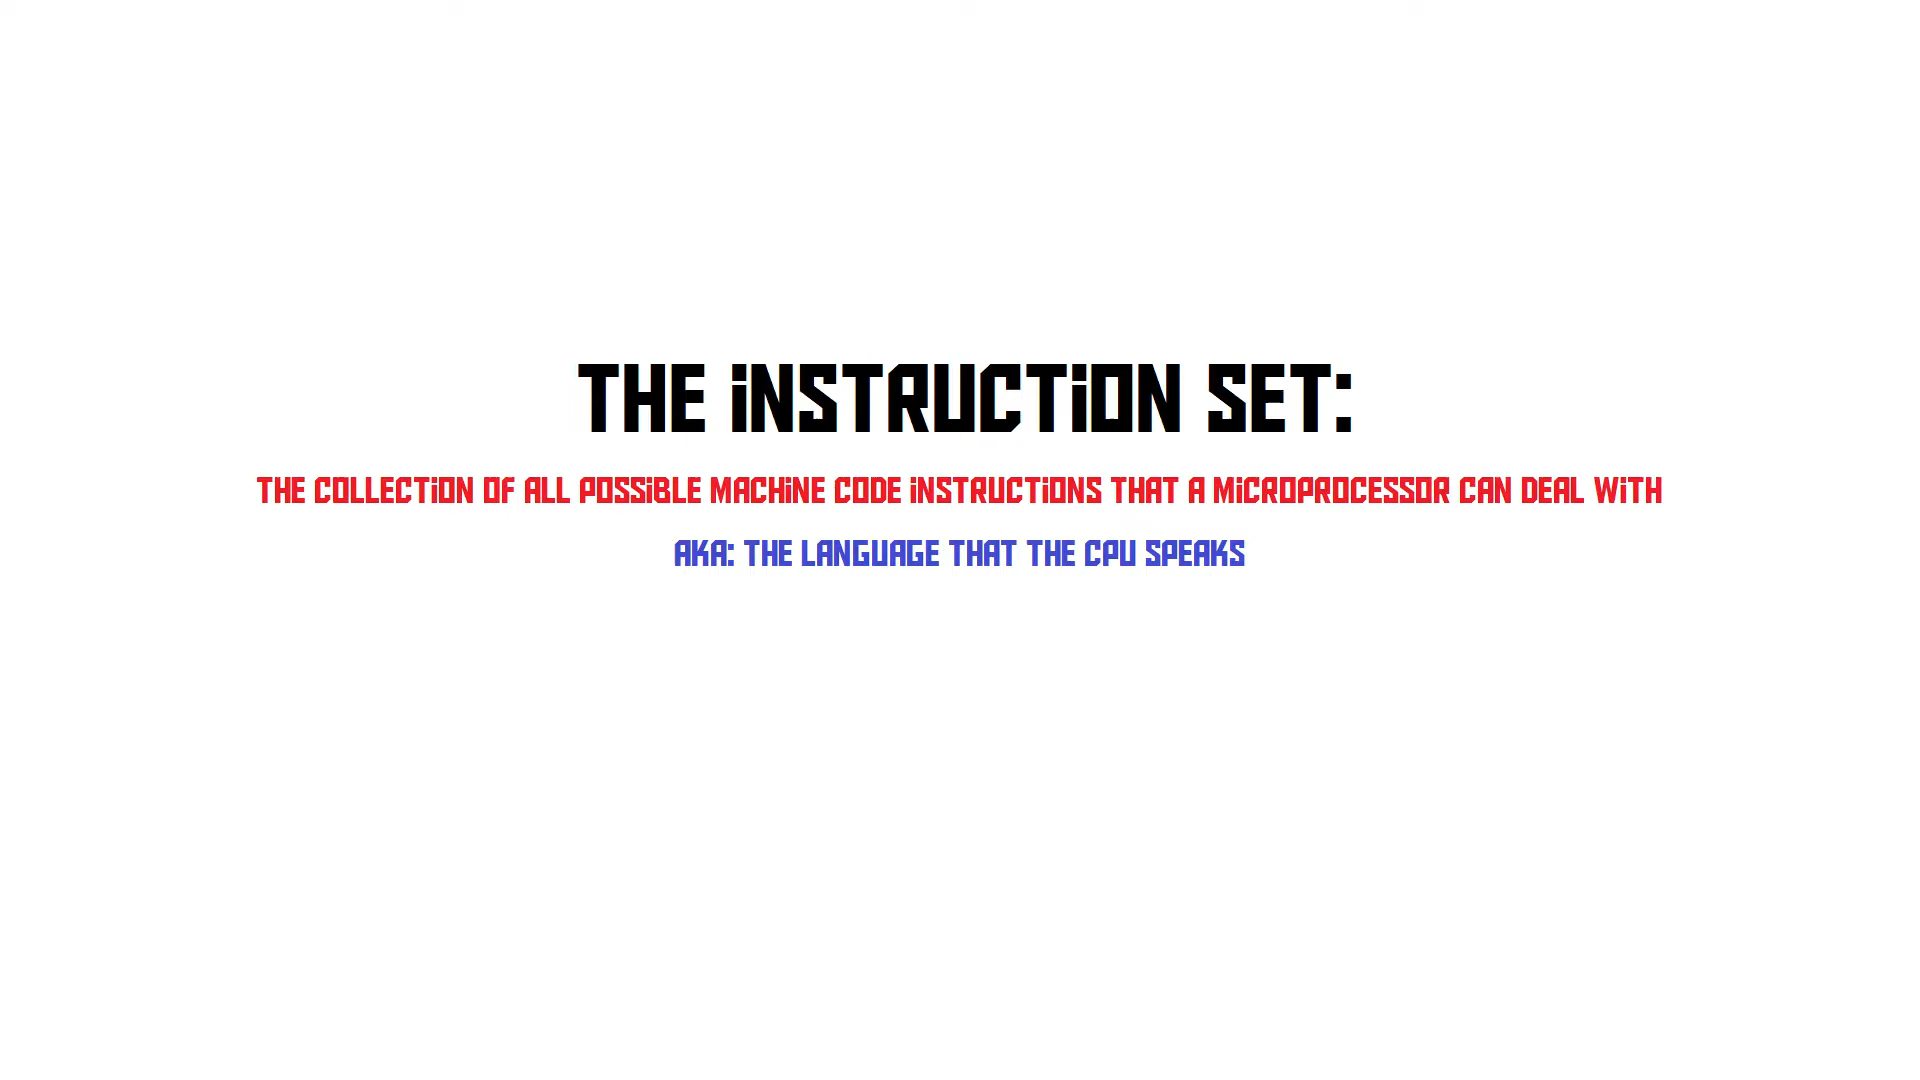 THE iNSTRUCTiON SET:
THE COLLECTiON OF ALL POSSiBLE MACHiNE CODE iNSTRUCTiONS THAT A MiCROPROCESSOR CAN DEAL WiTH
AKA: THE LANGUAGE THAT THE CPU SPEAKS